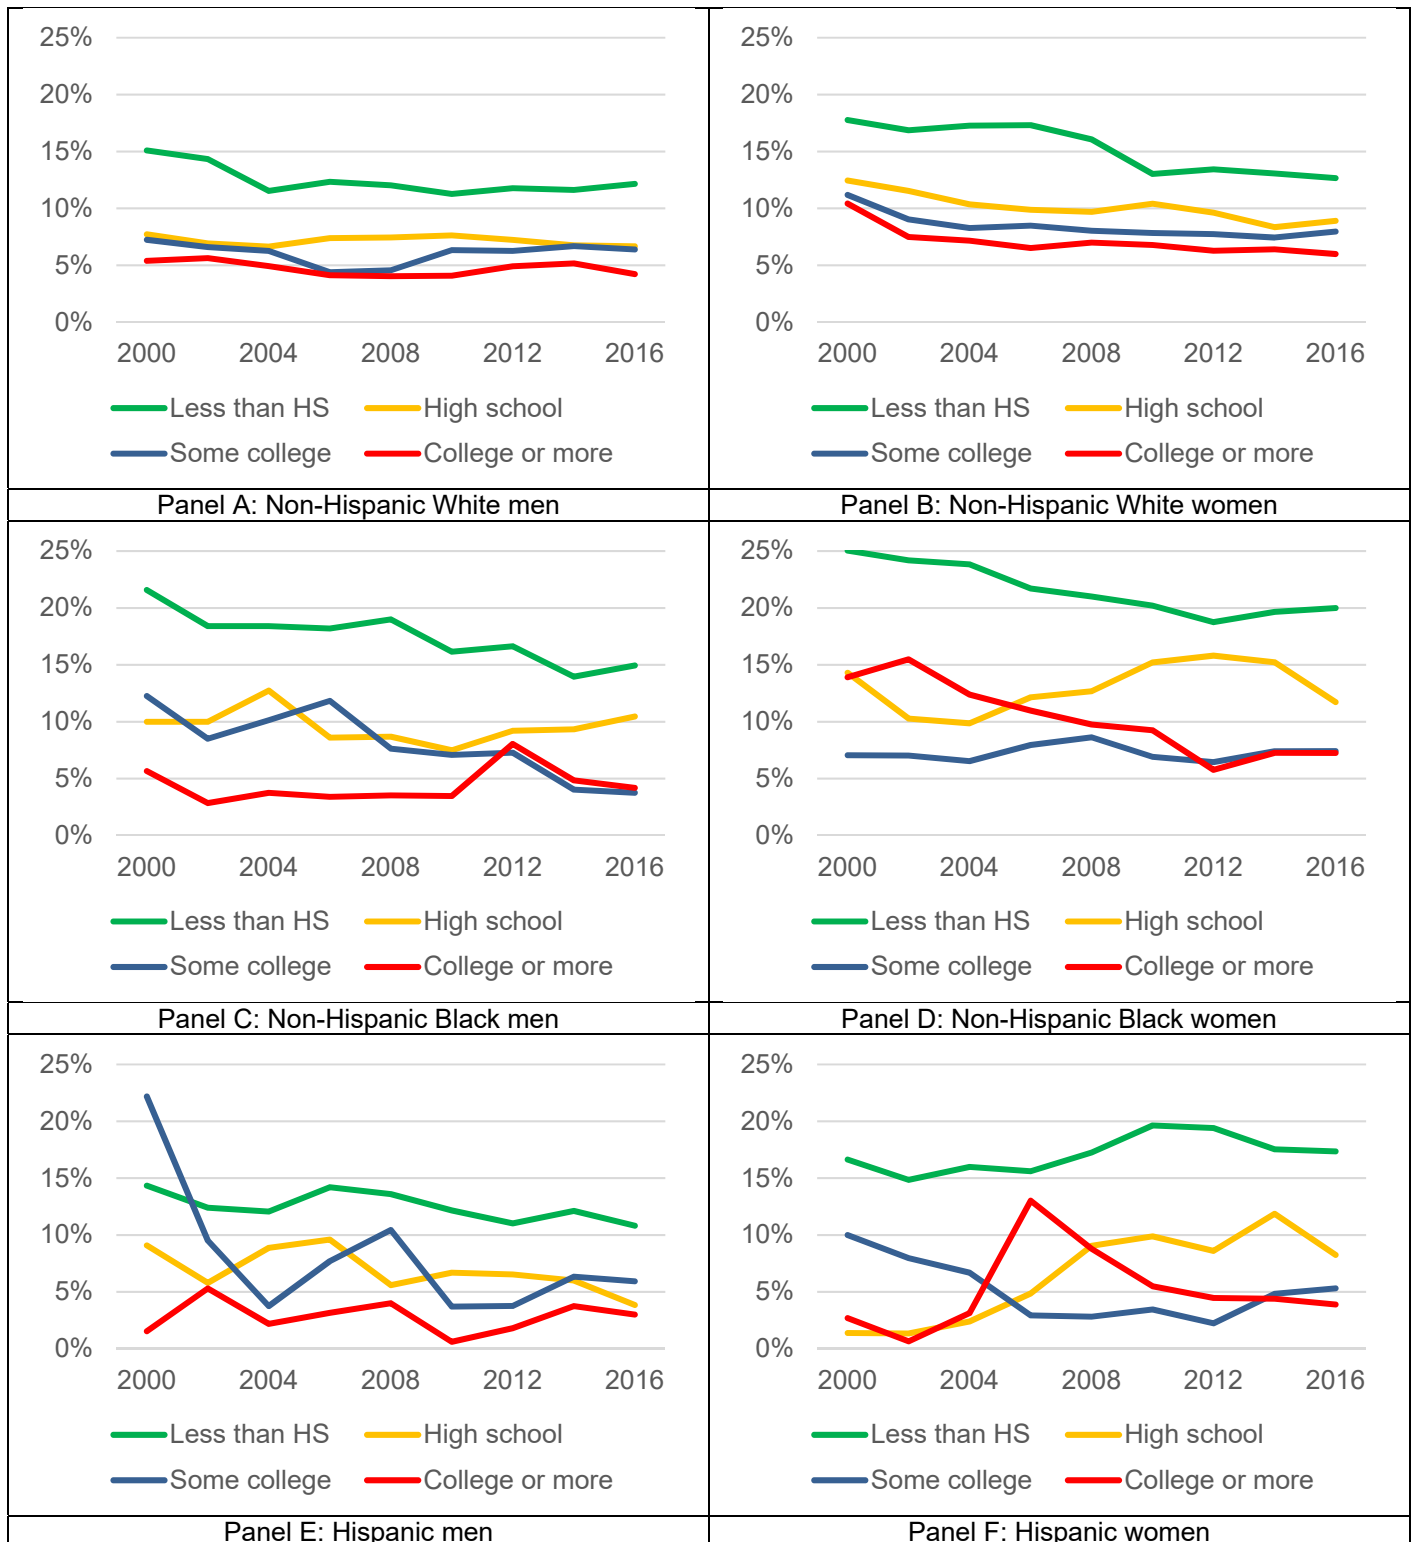 25%
20%
15%
10%
5%
0%
2000 2004 2008 2012 2016
Less than HS High school
Some college College or more
Panel A: Non-Hispanic White men
25%
20%
15%
10%
5%
0%
2000 2004 2008 2012 2016
Less than HS High school
Some college College or more
Panel B: Non-Hispanic White women
25%
20%
15%
10%
5%
0%
2000 2004 2008 2012 2016
Less than HS High school
Some college College or more
Panel C: Non-Hispanic Black men
25%
20%
15%
10%
5%
0%
2000 2004 2008 2012 2016
Less than HS High school
Some college College or more
Panel D: Non-Hispanic Black women
25%
20%
15%
10%
5%
0%
2000 2004 2008 2012 2016
Less than HS High school
Some college College or more
Panel E: Hispanic men
25%
20%
15%
10%
5%
0%
2000 2004 2008 2012 2016
Less than HS High school
Some college College or more
Panel F: Hispanic women